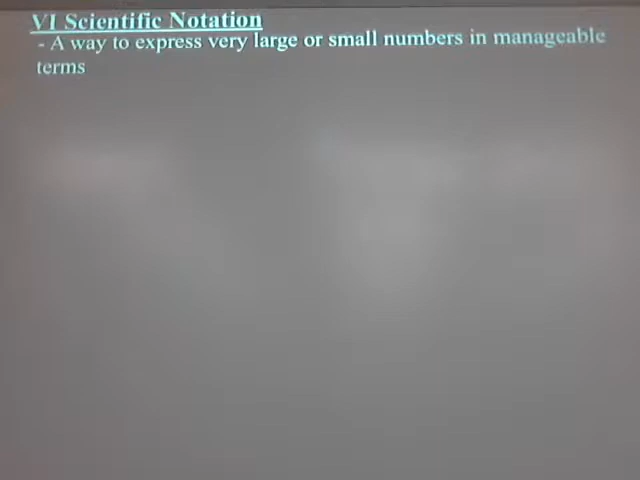 VI Scientific Notation
- A way to express very large or small numbers in manageable
terms